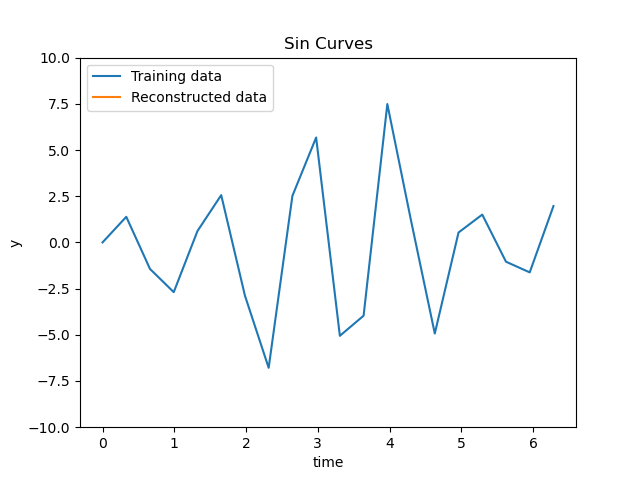 Sin Curves
Training data
Reconstructed data
10.0
7.5
5.0
2.5
0.0
−2.5
−5.0
−7.5
−10.0
y
0 1 2 3 4 5 6
time